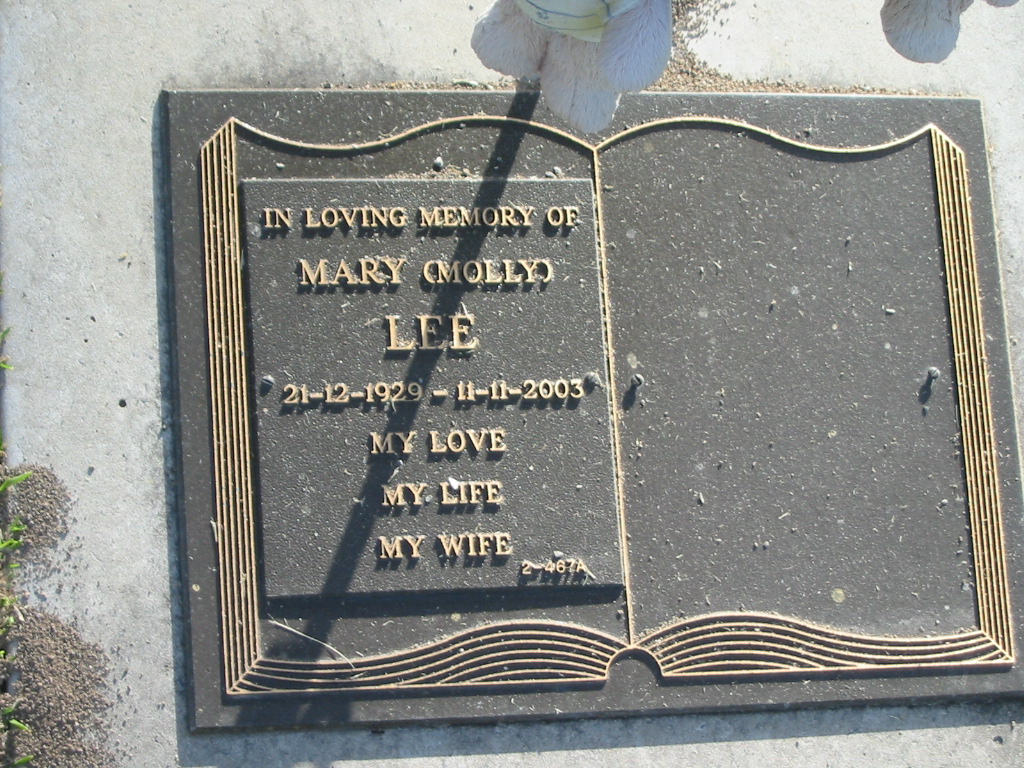 IN LOVING MEMORY OF
MARY (MOLLY)
LEE
21-12-1929 - 11-11-2003
MY LOVE
MY LIFE
MY WIFE
2-467A